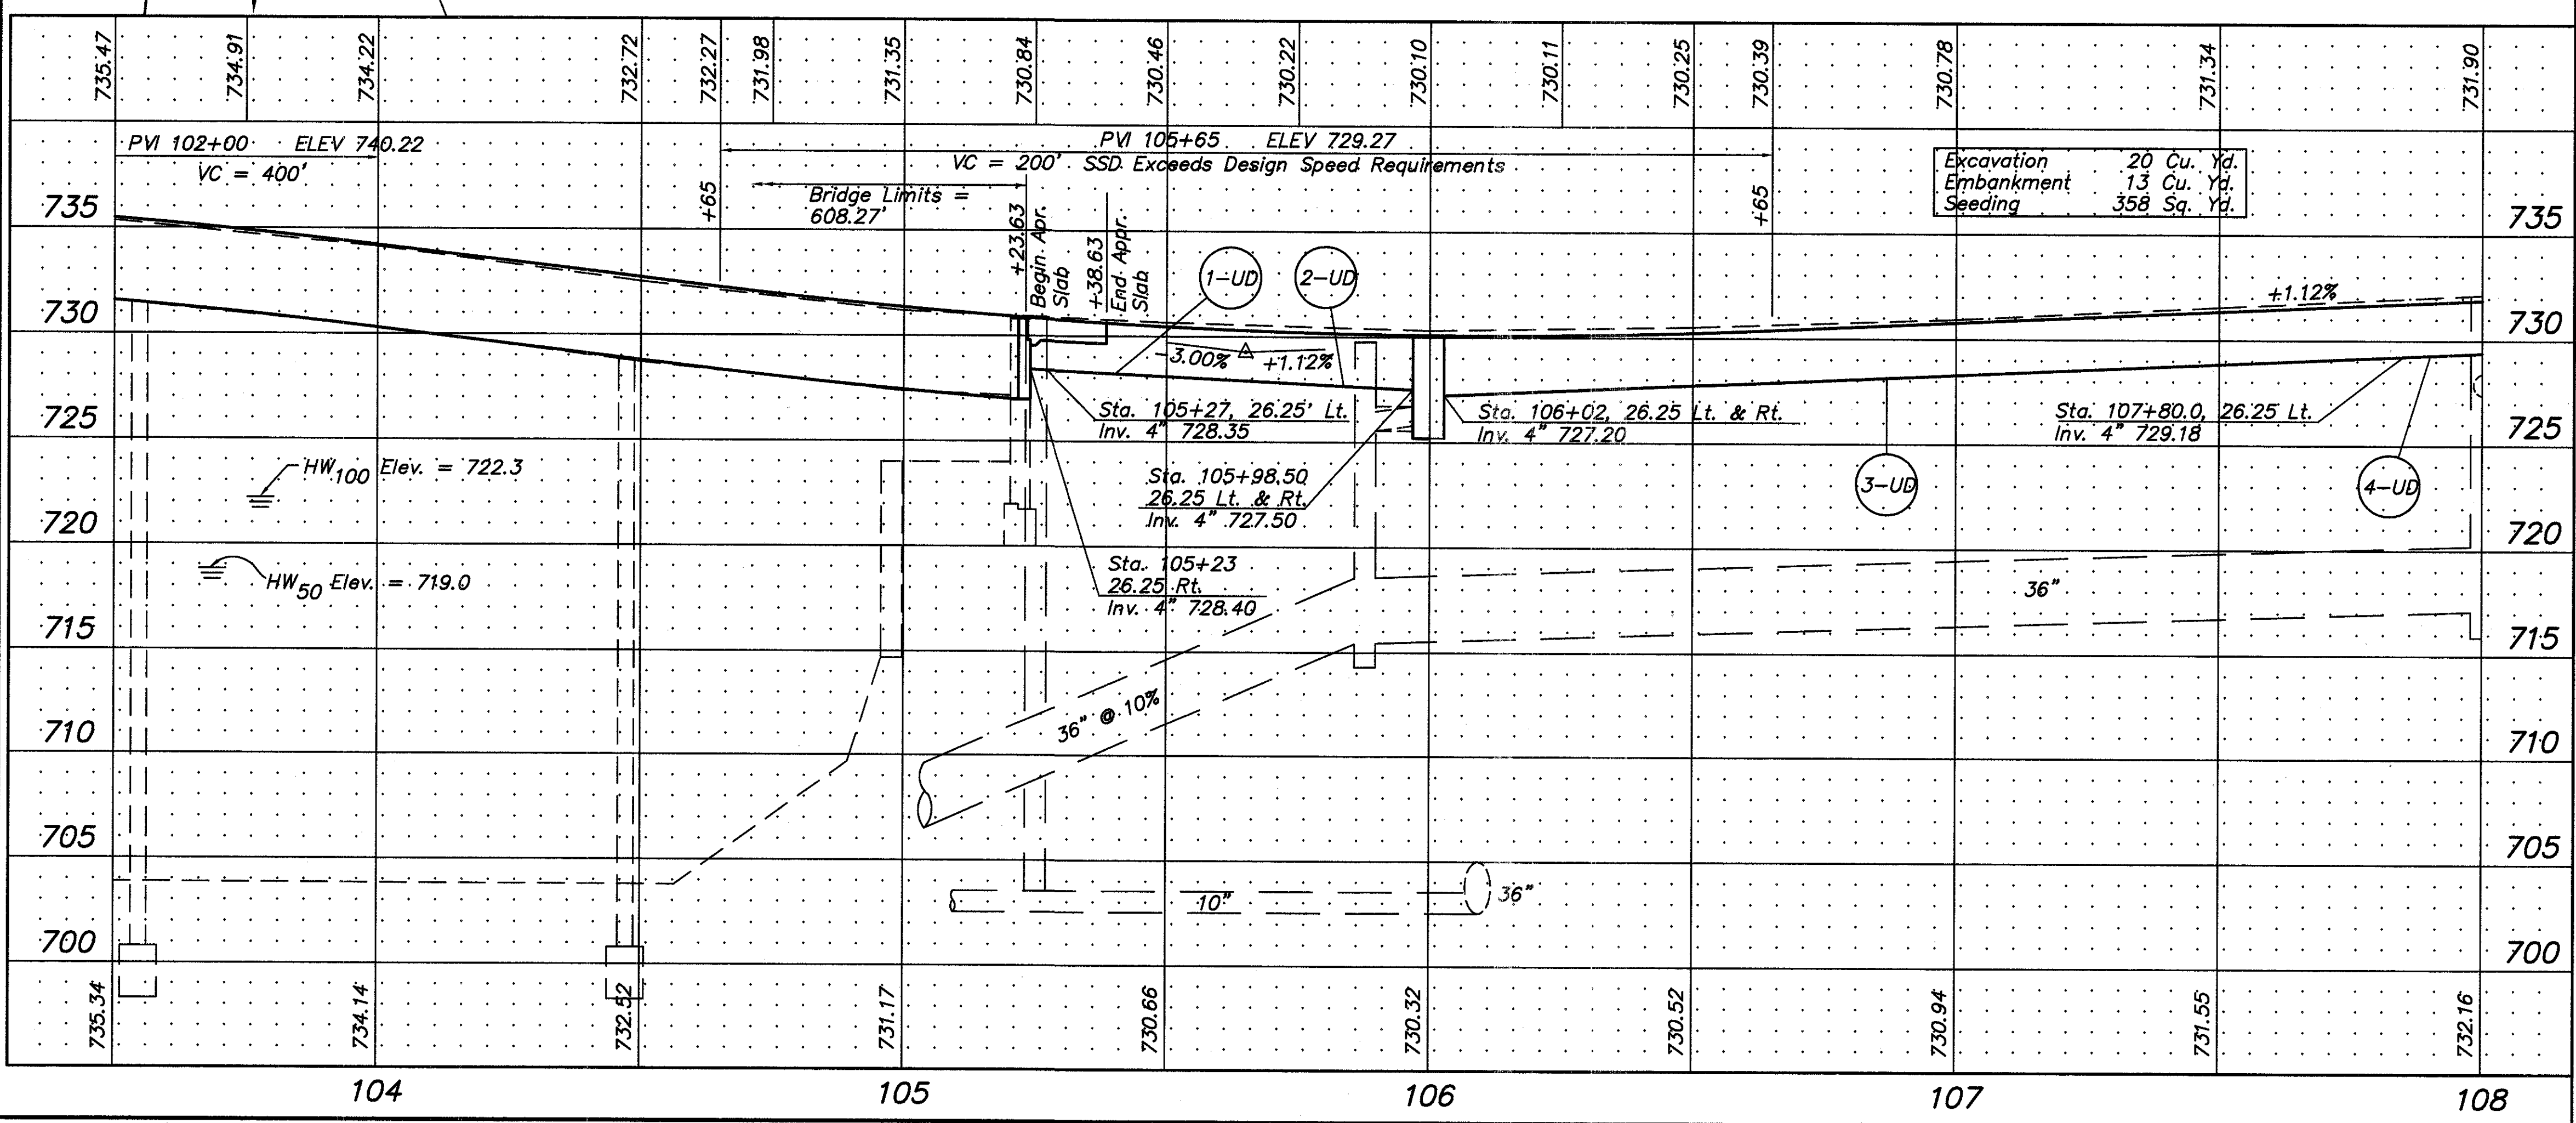 735.47
734.91
734.22
732.72
732.27
731.98
731.35
730.84
730.46
730.22
730.10
730.11
730.25
730.39
730.78
731.34
731.90
PVI 102+00 ELEV 740.22
VC = 400'
PVI 105+65 ELEV 729.27
VC = 200' SSD Exceeds Design Speed Requirements
Bridge Limits =
608.27'
+65
+23.63
Begin Apr.
Slab
+38.63
End Appr.
Slab
+65
Excavation 20 Cu. Yd.
Embankment 13 Cu. Yd.
Seeding 358 Sq. Yd.
735
735
1-UD
2-UD
+1.12%
730
730
-3.00% +1.12%
725
725
Sta. 105+27, 26.25' Lt.
Inv. 4" 728.35
Sta. 106+02, 26.25 Lt. & Rt.
Inv. 4" 727.20
Sta. 107+80.0, 26.25 Lt.
Inv. 4" 729.18
HW100 Elev. = 722.3
Sta. 105+98.50
26.25 Lt. & Rt.
Inv. 4" 727.50
3-UD
4-UD
720
720
HW50 Elev. = 719.0
Sta. 105+23
26.25 Rt.
Inv. 4" 728.40
36"
715
715
36" @ 10%
710
710
705
705
10"
36"
700
700
735.34
734.14
732.52
731.17
730.66
730.32
730.52
730.94
731.55
732.16
104
105
106
107
108